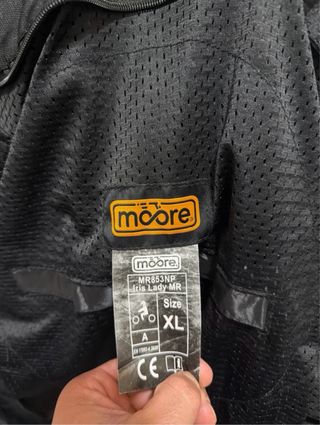 moore
moore
MR853NP
Iris Lady MR
Size
XL
A
CE